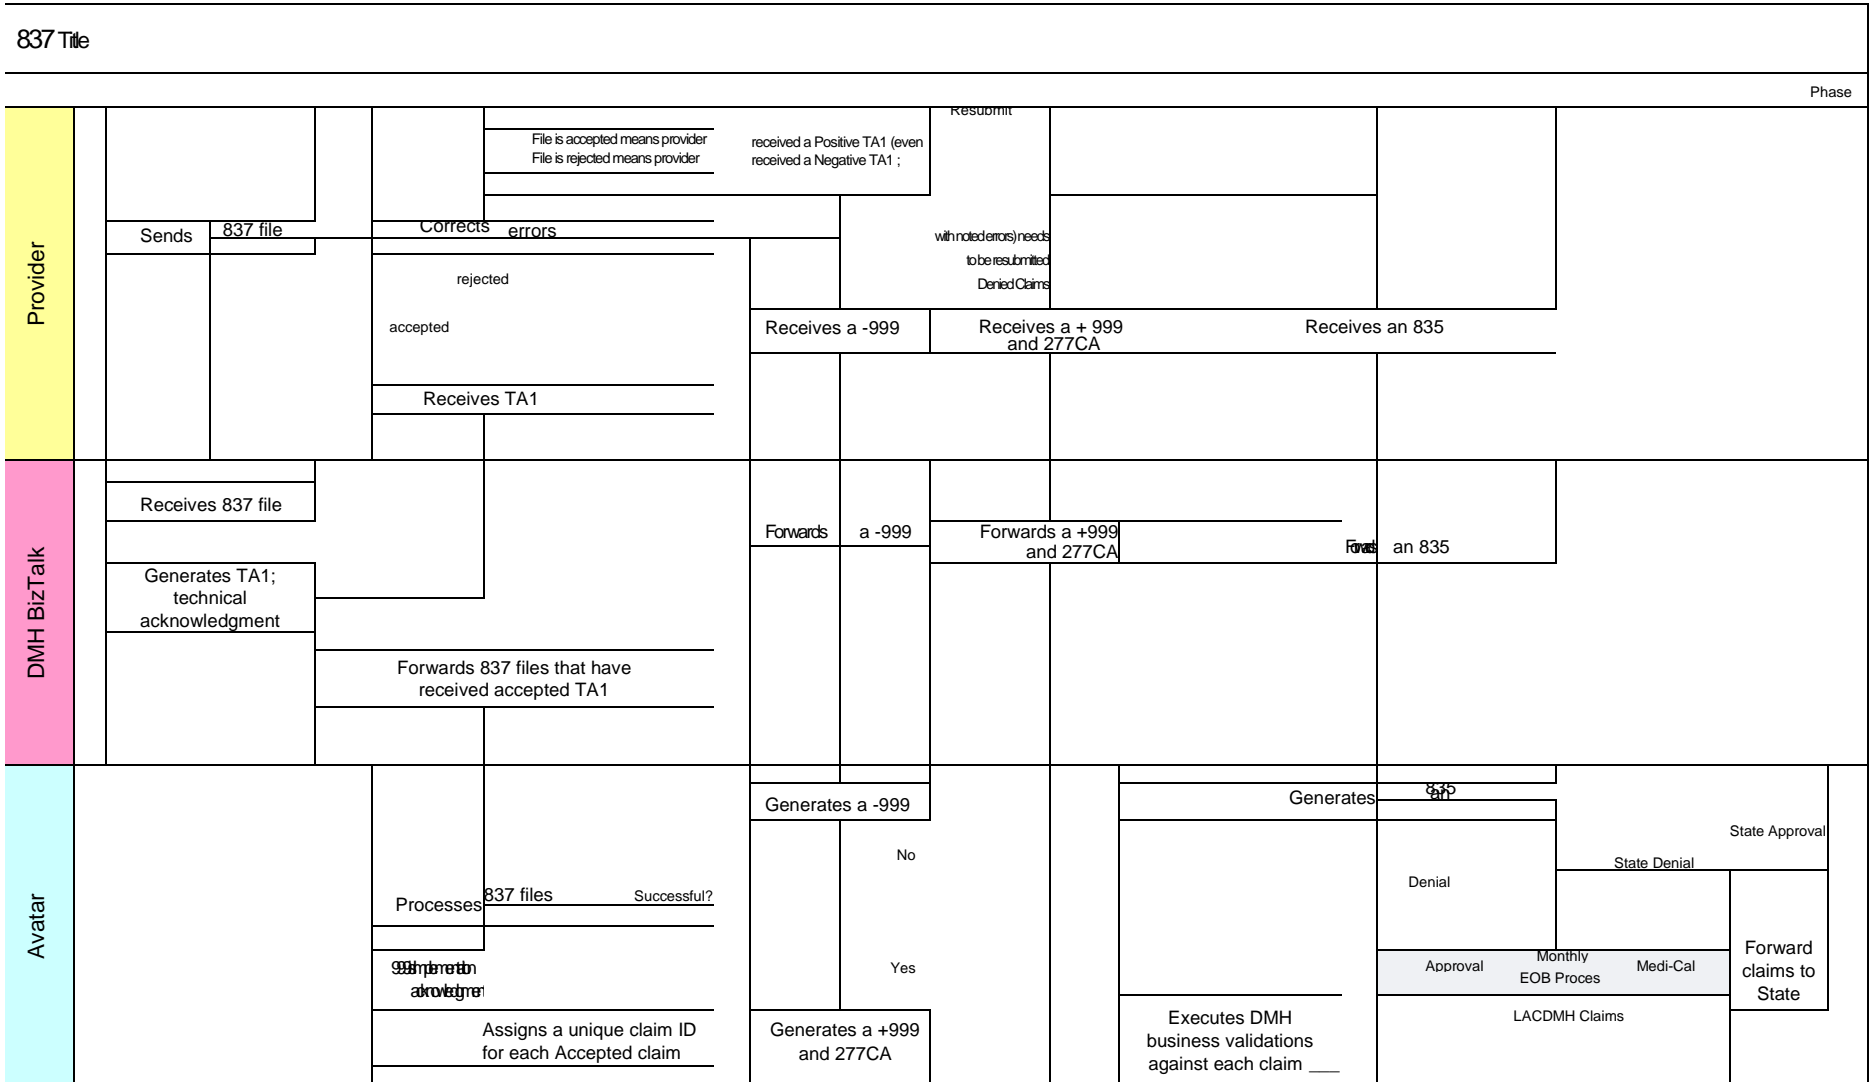 837 Title
Phase
Provider
Resubmit
File is accepted means provider
received a Positive TA1 (even
File is rejected means provider
received a Negative TA1 ;
Sends
837 file
Corrects
errors
with noted errors) needs
to be resubmitted
Denied Claims
rejected
accepted
Receives a -999
Receives a + 999
and 277CA
Receives an 835
Receives TA1
DMH BizTalk
Receives 837 file
Forwards
a -999
Forwards a +999
and 277CA
an 835
Generates TA1;
technical
acknowledgment
Forwards 837 files that have
received accepted TA1
Avatar
Generates a -999
Generates
an
835
State Approval
No
State Denial
Denial
Processes
837 files
Successful?
Forward
claims to
State
Approval
Monthly
EOB Proces
Medi-Cal
Yes
LACDMH Claims
Assigns a unique claim ID
for each Accepted claim
Generates a +999
and 277CA
Executes DMH
business validations
against each claim ___